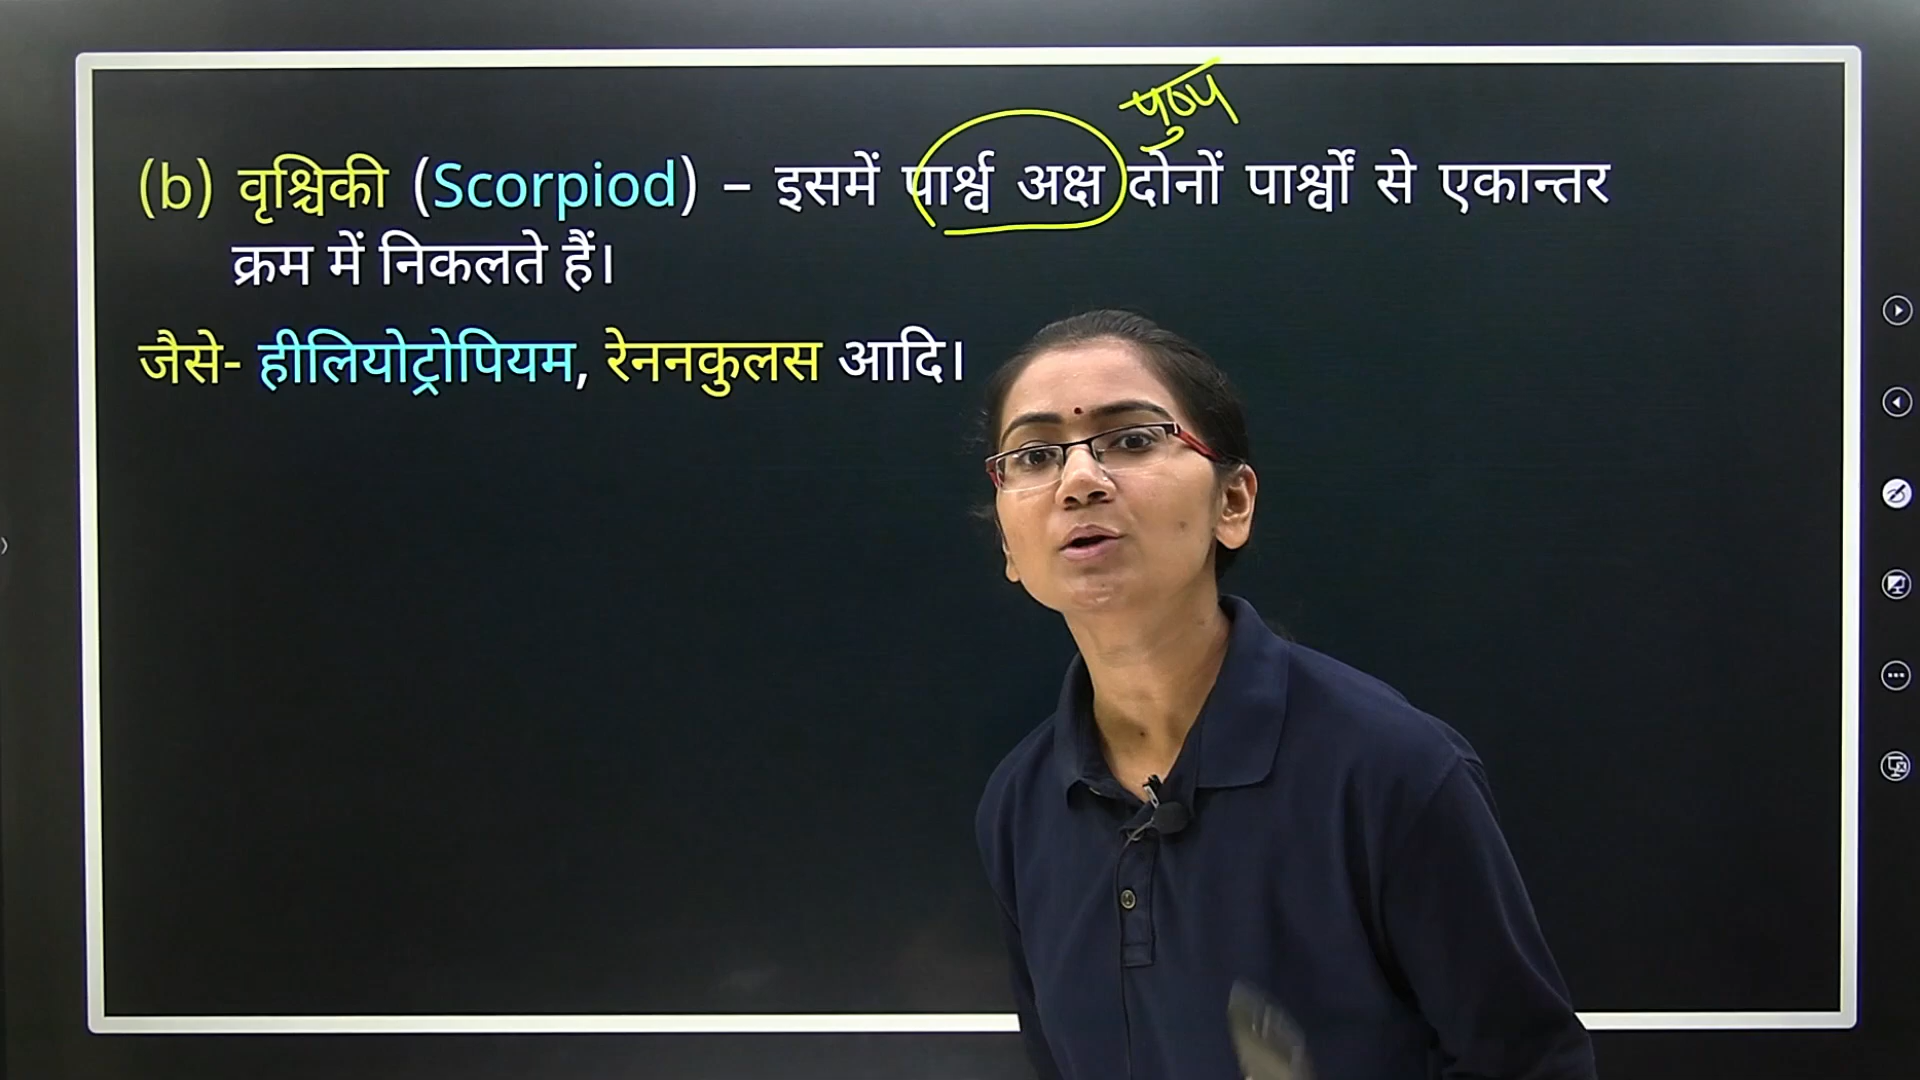 पुष्प
(b) वृश्चिकी (Scorpiod) – इसमें पार्श्व अक्ष दोनों पार्श्वों से एकान्तर
क्रम में निकलते हैं।
जैसे- हीलियोट्रोपियम, रेननकुलस आदि।